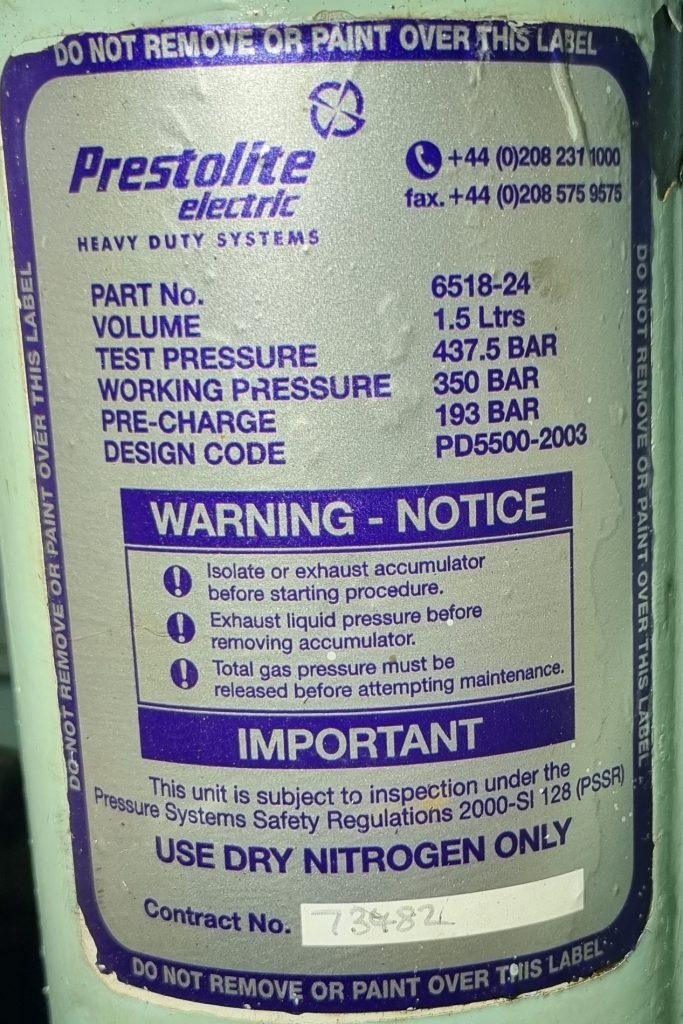 DO NOT REMOVE OR PAINT OVER THIS LABEL
Prestolite
electric
HEAVY DUTY SYSTEMS
+44 (0)208 231 1000
fax. +44 (0)208 575 9575
PART No. 6518-24
VOLUME 1.5 Ltrs
TEST PRESSURE 437.5 BAR
WORKING PRESSURE 350 BAR
PRE-CHARGE 193 BAR
DESIGN CODE PD5500-2003
WARNING - NOTICE
! Isolate or exhaust accumulator
before starting procedure.
! Exhaust liquid pressure before
removing accumulator.
! Total gas pressure must be
released before attempting maintenance.
IMPORTANT
This unit is subject to inspection under the
Pressure Systems Safety Regulations 2000-SI 128 (PSSR)
USE DRY NITROGEN ONLY
Contract No. 73482
DO NOT REMOVE OR PAINT OVER THIS LABEL
DO NOT REMOVE OR PAINT OVER THIS LABEL
DO NOT REMOVE OR PAINT OVER THIS LABEL